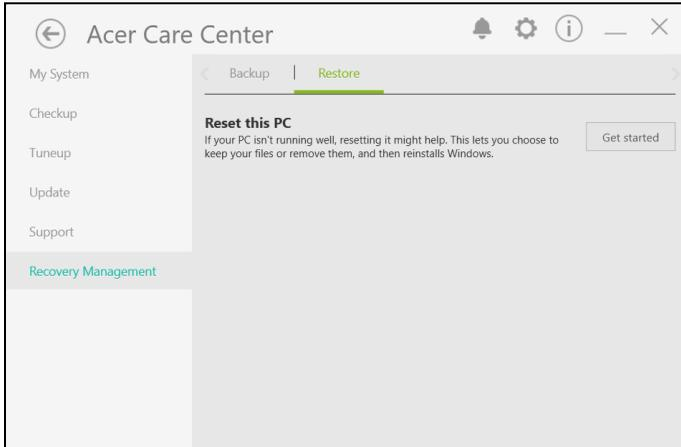 Acer Care Center
My System
Checkup
Tuneup
Update
Support
Recovery Management
Backup
Restore
Reset this PC
If your PC isn't running well, resetting it might help. This lets you choose to
keep your files or remove them, and then reinstalls Windows.
Get started